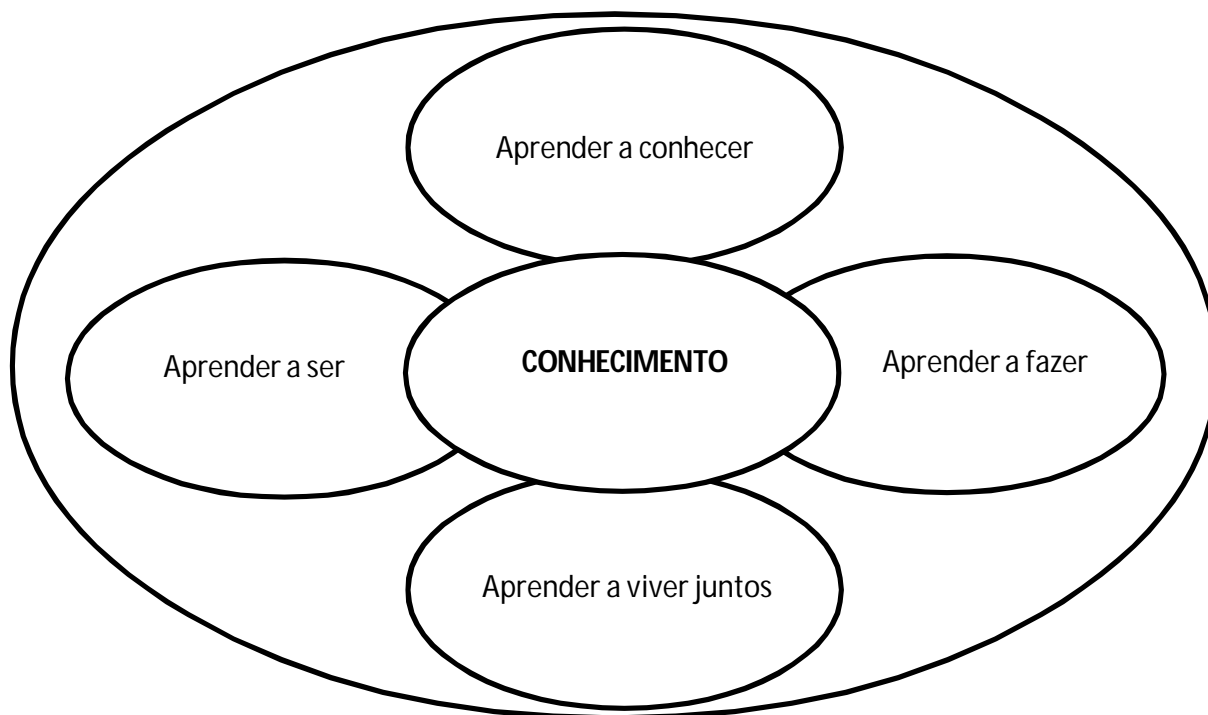 Aprender a conhecer
Aprender a ser
CONHECIMENTO
Aprender a fazer
Aprender a viver juntos